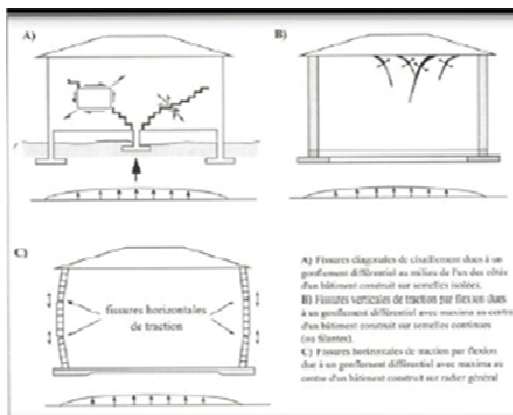 A)
B)
C)
fissures horizontales
de traction
A) Fissures diagonales de cisaillement dues à un
gonflement différentiel au milieu de l'un des côtés
d'un bâtiment construit sur semelles isolées.
B) Fissures verticales de traction par flexion dues
à un gonflement différentiel avec maxima au centre
d'un bâtiment construit sur semelles continues
(ou filantes).
C) Fissures horizontales de traction par flexion
due à un gonflement différentiel avec maxima au
centre d'un bâtiment construit sur radier général